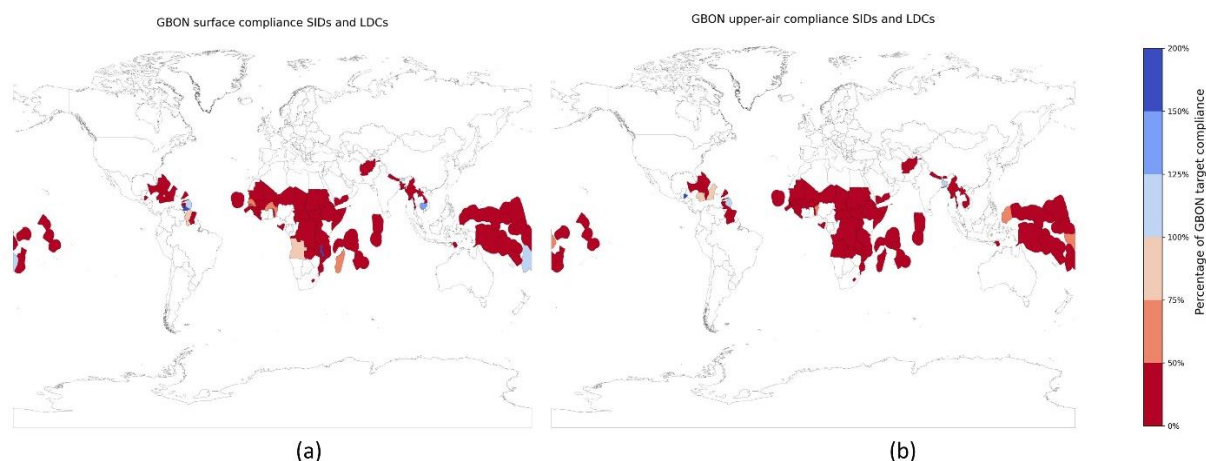 GBON surface compliance SIDs and LDCs
GBON upper-air compliance SIDs and LDCs
200%
150%
125%
100%
75%
50%
0%
Percentage of GBON target compliance
(a)
(b)